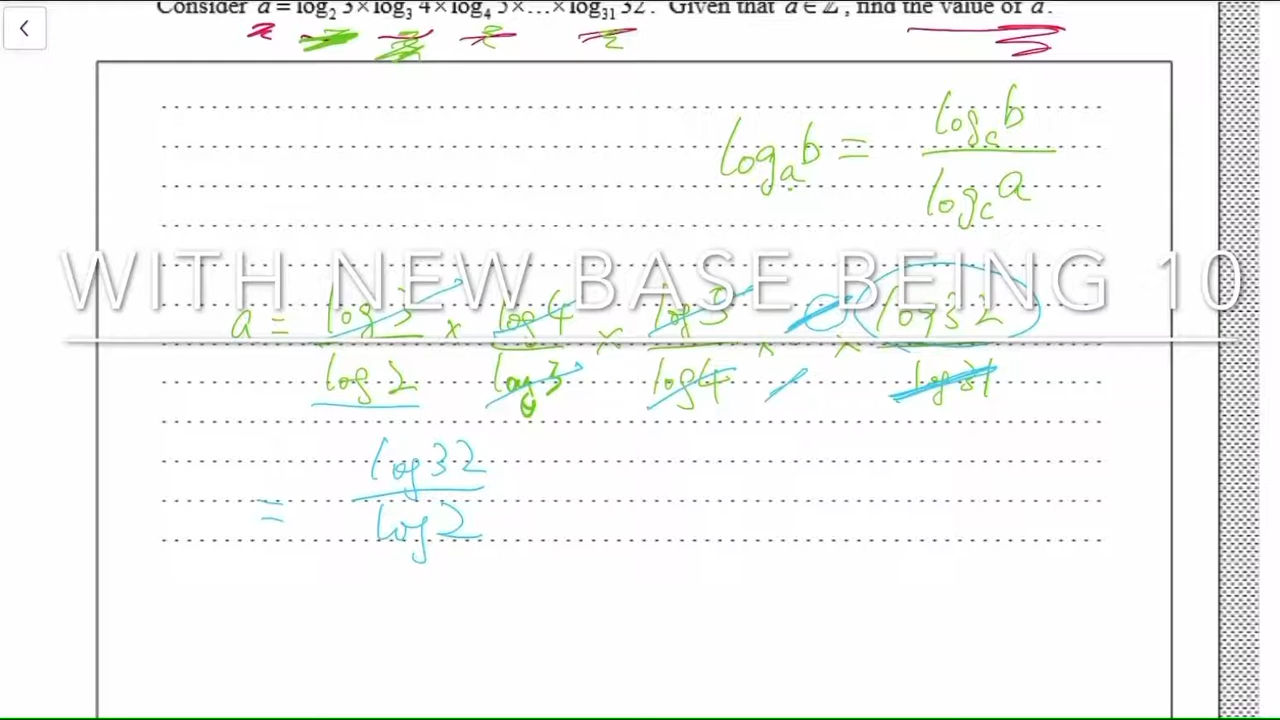 Consider a = log₂ 3 × log₃ 4 × log₄ 5 × … × log₃₁ 32. Given that a ∈ ℤ, find the value of a.
logₐb = log_c b / log_c a
WITH NEW BASE BEING 10
a = log 3 / log 2 × log 4 / log 3 × log 5 / log 4 × × log 32 / log 31
= log 32 / log 2